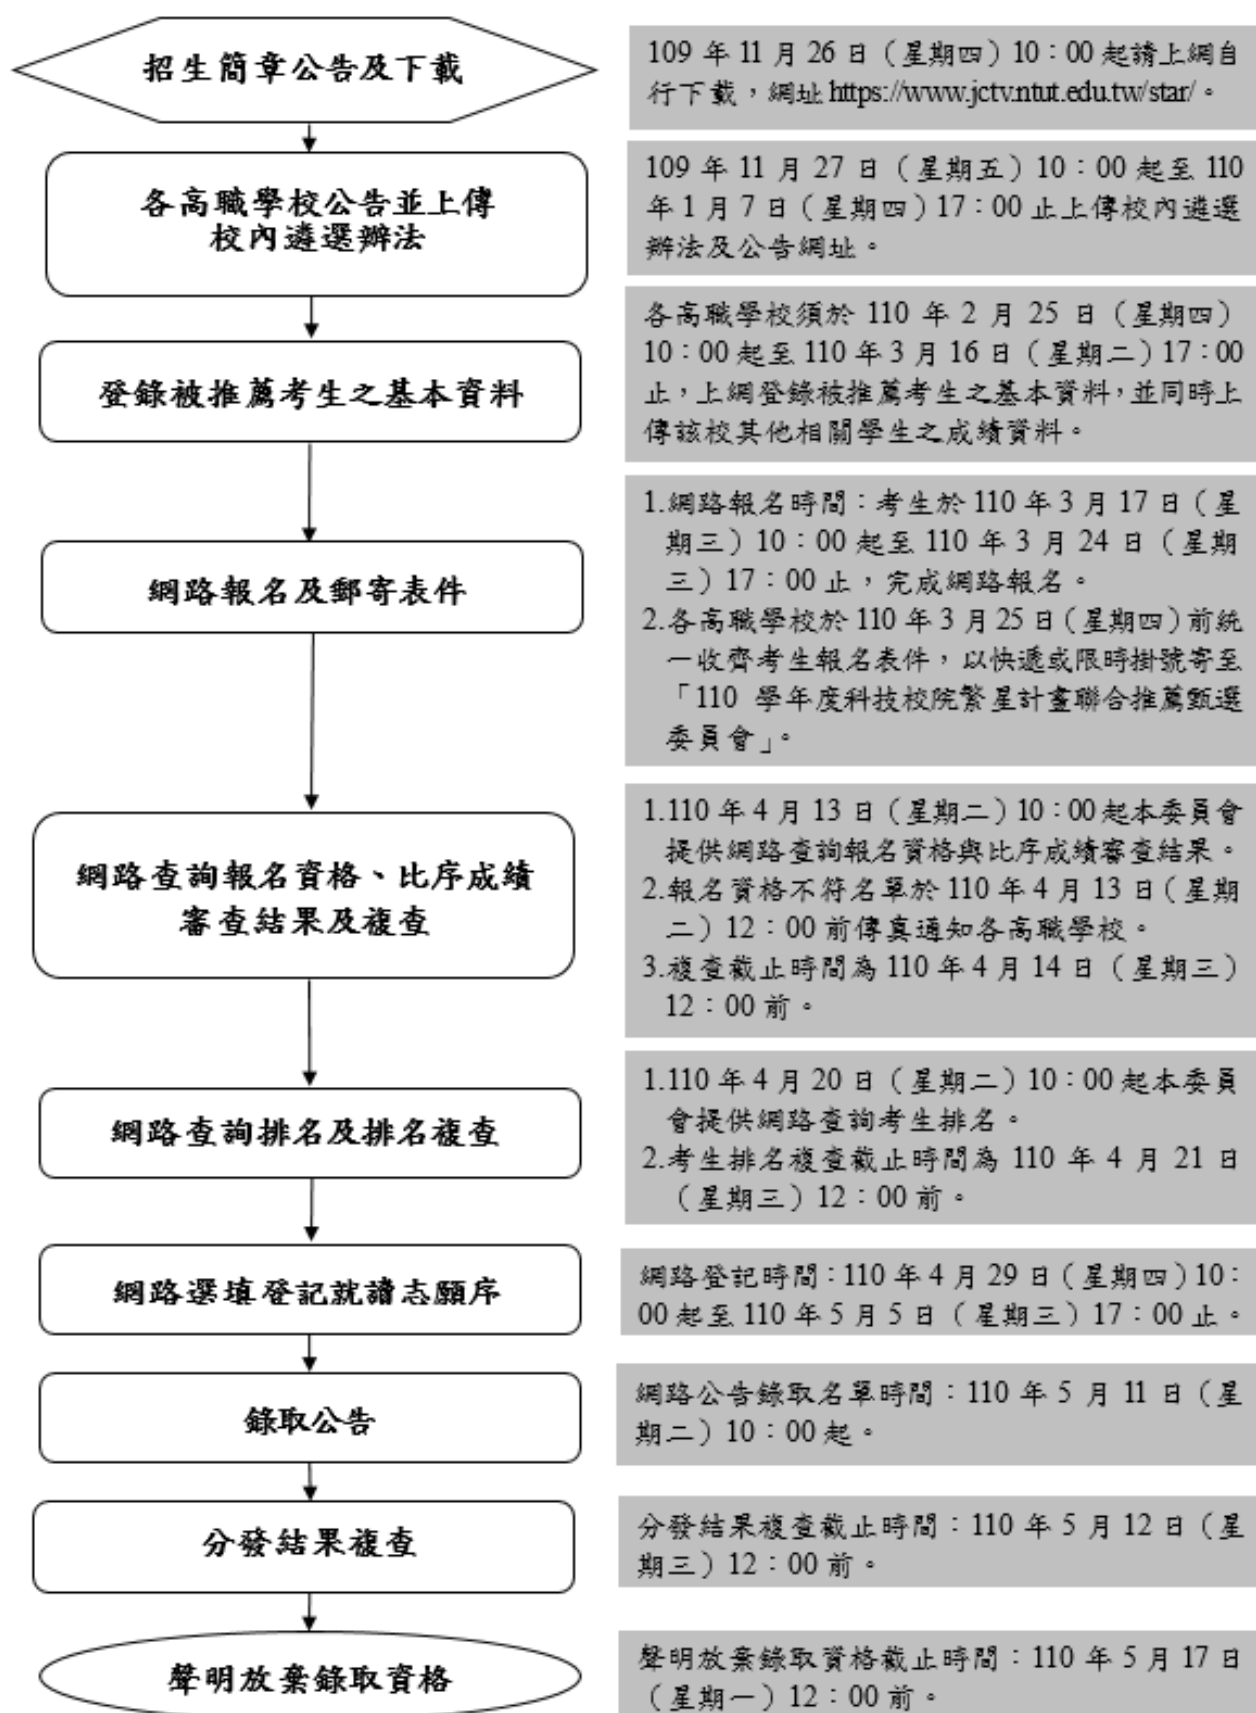 招生簡章公告及下載
109 年 11 月 26 日（星期四）10：00 起請上網自
行下載，網址 https://www.jctv.ntut.edu.tw/star/。
各高職學校公告並上傳
校內遴選辦法
109 年 11 月 27 日（星期五）10：00 起至 110
年 1 月 7 日（星期四）17：00 止上傳校內遴選
辦法及公告網址。
登錄被推薦考生之基本資料
各高職學校須於 110 年 2 月 25 日（星期四）
10：00 起至 110 年 3 月 16 日（星期二）17：00
止，上網登錄被推薦考生之基本資料，並同時上
傳該校其他相關學生之成績資料。
網路報名及郵寄表件
1.網路報名時間：考生於 110 年 3 月 17 日（星
期三）10：00 起至 110 年 3 月 24 日（星期
三）17：00 止，完成網路報名。
2.各高職學校於 110 年 3 月 25 日（星期四）前統
一收齊考生報名表件，以快遞或限時掛號寄至
「110 學年度科技校院繁星計畫聯合推薦甄選
委員會」。
網路查詢報名資格、比序成績
審查結果及複查
1.110 年 4 月 13 日（星期二）10：00 起本委員會
提供網路查詢報名資格與比序成績審查結果。
2.報名資格不符名單於 110 年 4 月 13 日（星期
二）12：00 前傳真通知各高職學校。
3.複查截止時間為 110 年 4 月 14 日（星期三）
12：00 前。
網路查詢排名及排名複查
1.110 年 4 月 20 日（星期二）10：00 起本委員
會提供網路查詢考生排名。
2.考生排名複查截止時間為 110 年 4 月 21 日
（星期三）12：00 前。
網路選填登記就讀志願序
網路登記時間：110 年 4 月 29 日（星期四）10：
00 起至 110 年 5 月 5 日（星期三）17：00 止。
錄取公告
網路公告錄取名單時間：110 年 5 月 11 日（星
期二）10：00 起。
分發結果複查
分發結果複查截止時間：110 年 5 月 12 日（星
期三）12：00 前。
聲明放棄錄取資格
聲明放棄錄取資格截止時間：110 年 5 月 17 日
（星期一）12：00 前。